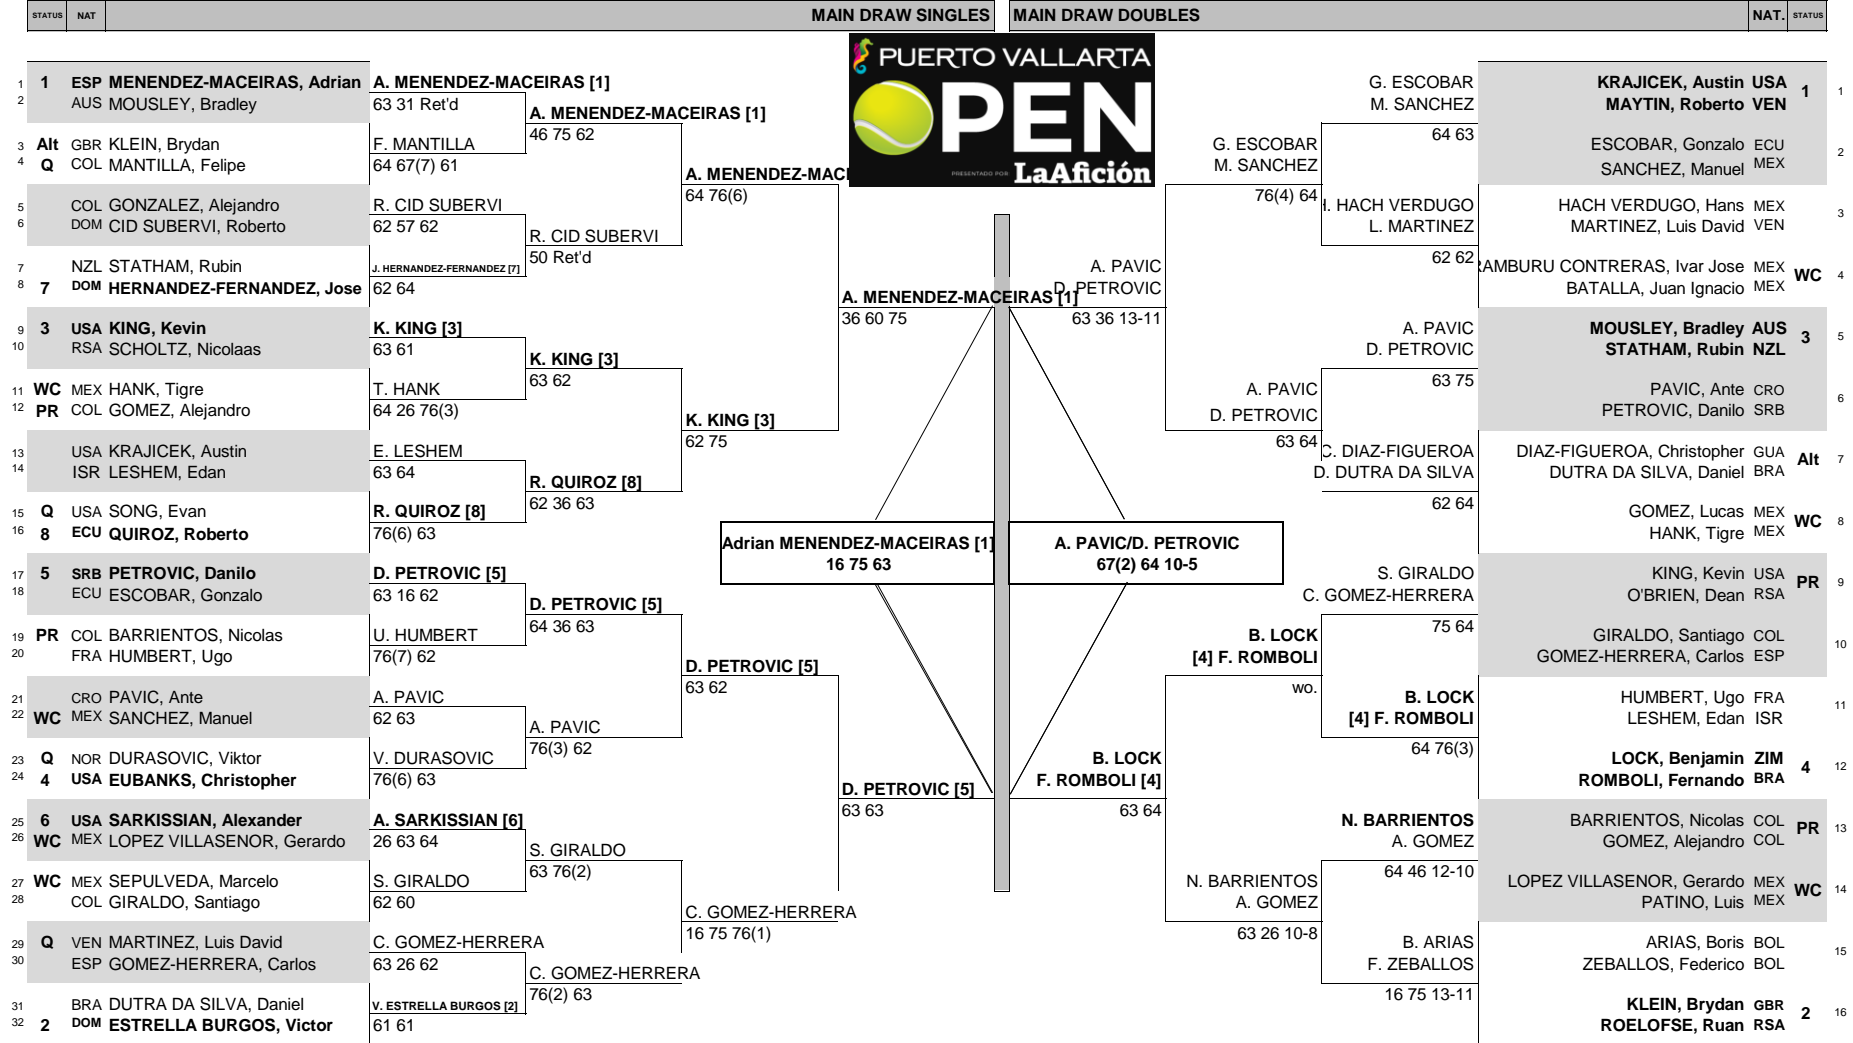 STATUS NAT MAIN DRAW SINGLES MAIN DRAW DOUBLES NAT. STATUS
PUERTO VALLARTA
OPEN
PRESENTADO POR LaAfición
1 1 ESP MENENDEZ-MACEIRAS, Adrian
2 AUS MOUSLEY, Bradley
3 Alt GBR KLEIN, Brydan
4 Q COL MANTILLA, Felipe
5 COL GONZALEZ, Alejandro
6 DOM CID SUBERVI, Roberto
7 NZL STATHAM, Rubin
8 7 DOM HERNANDEZ-FERNANDEZ, Jose
9 3 USA KING, Kevin
10 RSA SCHOLTZ, Nicolaas
11 WC MEX HANK, Tigre
12 PR COL GOMEZ, Alejandro
13 USA KRAJICEK, Austin
14 ISR LESHEM, Edan
15 Q USA SONG, Evan
16 8 ECU QUIROZ, Roberto
17 5 SRB PETROVIC, Danilo
18 ECU ESCOBAR, Gonzalo
19 PR COL BARRIENTOS, Nicolas
20 FRA HUMBERT, Ugo
21 CRO PAVIC, Ante
22 WC MEX SANCHEZ, Manuel
23 Q NOR DURASOVIC, Viktor
24 4 USA EUBANKS, Christopher
25 6 USA SARKISSIAN, Alexander
26 WC MEX LOPEZ VILLASENOR, Gerardo
27 WC MEX SEPULVEDA, Marcelo
28 COL GIRALDO, Santiago
29 Q VEN MARTINEZ, Luis David
30 ESP GOMEZ-HERRERA, Carlos
31 BRA DUTRA DA SILVA, Daniel
32 2 DOM ESTRELLA BURGOS, Victor
A. MENENDEZ-MACEIRAS [1]
63 31 Ret'd
F. MANTILLA
64 67(7) 61
R. CID SUBERVI
62 57 62
J. HERNANDEZ-FERNANDEZ [7]
62 64
K. KING [3]
63 61
T. HANK
64 26 76(3)
E. LESHEM
63 64
R. QUIROZ [8]
76(6) 63
D. PETROVIC [5]
63 16 62
U. HUMBERT
76(7) 62
A. PAVIC
62 63
V. DURASOVIC
76(6) 63
A. SARKISSIAN [6]
26 63 64
S. GIRALDO
62 60
C. GOMEZ-HERRERA
63 26 62
V. ESTRELLA BURGOS [2]
61 61
A. MENENDEZ-MACEIRAS [1]
46 75 62
R. CID SUBERVI
50 Ret'd
K. KING [3]
63 62
R. QUIROZ [8]
62 36 63
D. PETROVIC [5]
64 36 63
A. PAVIC
76(3) 62
S. GIRALDO
63 76(2)
C. GOMEZ-HERRERA
76(2) 63
A. MENENDEZ-MACI
64 76(6)
K. KING [3]
62 75
D. PETROVIC [5]
63 62
C. GOMEZ-HERRERA
16 75 76(1)
A. MENENDEZ-MACEIRAS [1]
36 60 75
D. PETROVIC [5]
63 63
Adrian MENENDEZ-MACEIRAS [1]
16 75 63
A. PAVIC/D. PETROVIC
67(2) 64 10-5
A. PAVIC
D. PETROVIC
63 36 13-11
B. LOCK
F. ROMBOLI [4]
63 64
G. ESCOBAR
M. SANCHEZ
76(4) 64
A. PAVIC
D. PETROVIC
63 64
B. LOCK
[4] F. ROMBOLI
wo.
N. BARRIENTOS
A. GOMEZ
63 26 10-8
G. ESCOBAR
M. SANCHEZ
64 63
H. HACH VERDUGO
L. MARTINEZ
62 62
A. PAVIC
D. PETROVIC
63 75
C. DIAZ-FIGUEROA
D. DUTRA DA SILVA
62 64
S. GIRALDO
C. GOMEZ-HERRERA
75 64
B. LOCK
[4] F. ROMBOLI
64 76(3)
N. BARRIENTOS
A. GOMEZ
64 46 12-10
B. ARIAS
F. ZEBALLOS
16 75 13-11
KRAJICEK, Austin USA 1 1
MAYTIN, Roberto VEN
ESCOBAR, Gonzalo ECU 2
SANCHEZ, Manuel MEX
HACH VERDUGO, Hans MEX 3
MARTINEZ, Luis David VEN
RAMBURU CONTRERAS, Ivar Jose MEX WC 4
BATALLA, Juan Ignacio MEX
MOUSLEY, Bradley AUS 3 5
STATHAM, Rubin NZL
PAVIC, Ante CRO 6
PETROVIC, Danilo SRB
DIAZ-FIGUEROA, Christopher GUA Alt 7
DUTRA DA SILVA, Daniel BRA
GOMEZ, Lucas MEX WC 8
HANK, Tigre MEX
KING, Kevin USA PR 9
O'BRIEN, Dean RSA
GIRALDO, Santiago COL 10
GOMEZ-HERRERA, Carlos ESP
HUMBERT, Ugo FRA 11
LESHEM, Edan ISR
LOCK, Benjamin ZIM 4 12
ROMBOLI, Fernando BRA
BARRIENTOS, Nicolas COL PR 13
GOMEZ, Alejandro COL
LOPEZ VILLASENOR, Gerardo MEX WC 14
PATINO, Luis MEX
ARIAS, Boris BOL 15
ZEBALLOS, Federico BOL
KLEIN, Brydan GBR 2 16
ROELOFSE, Ruan RSA